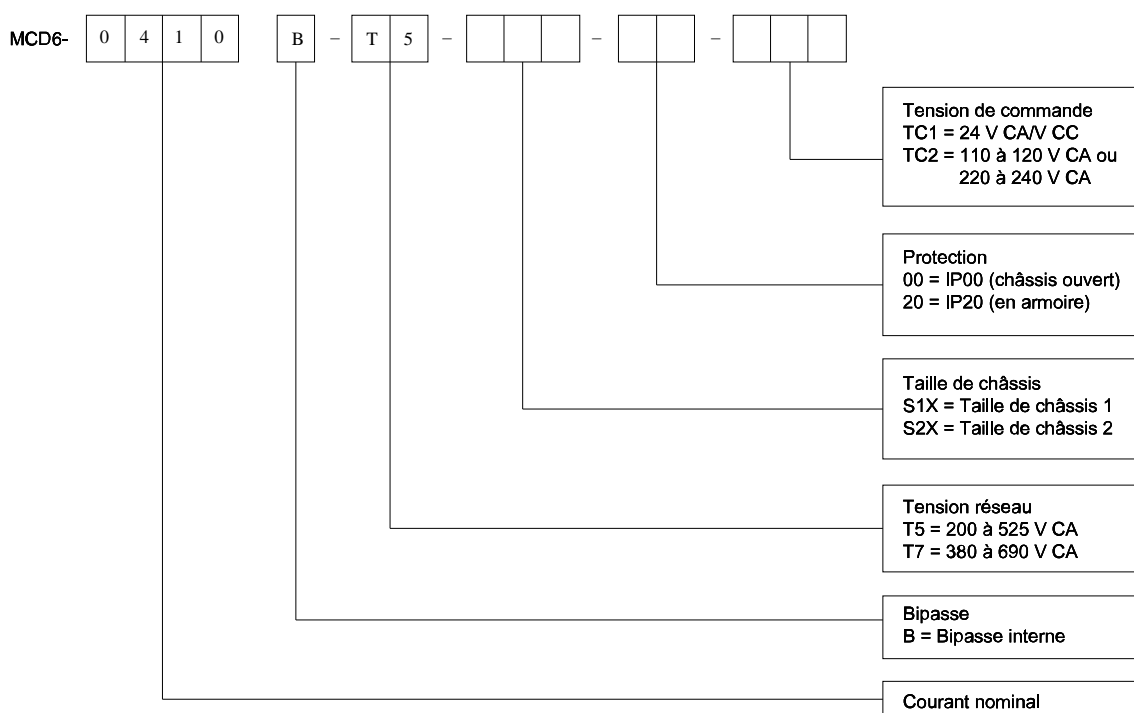 MCD6- 0 4 1 0 B – T 5 – – –
Tension de commande
TC1 = 24 V CA/V CC
TC2 = 110 à 120 V CA ou
220 à 240 V CA
Protection
00 = IP00 (châssis ouvert)
20 = IP20 (en armoire)
Taille de châssis
S1X = Taille de châssis 1
S2X = Taille de châssis 2
Tension réseau
T5 = 200 à 525 V CA
T7 = 380 à 690 V CA
Bipasse
B = Bipasse interne
Courant nominal